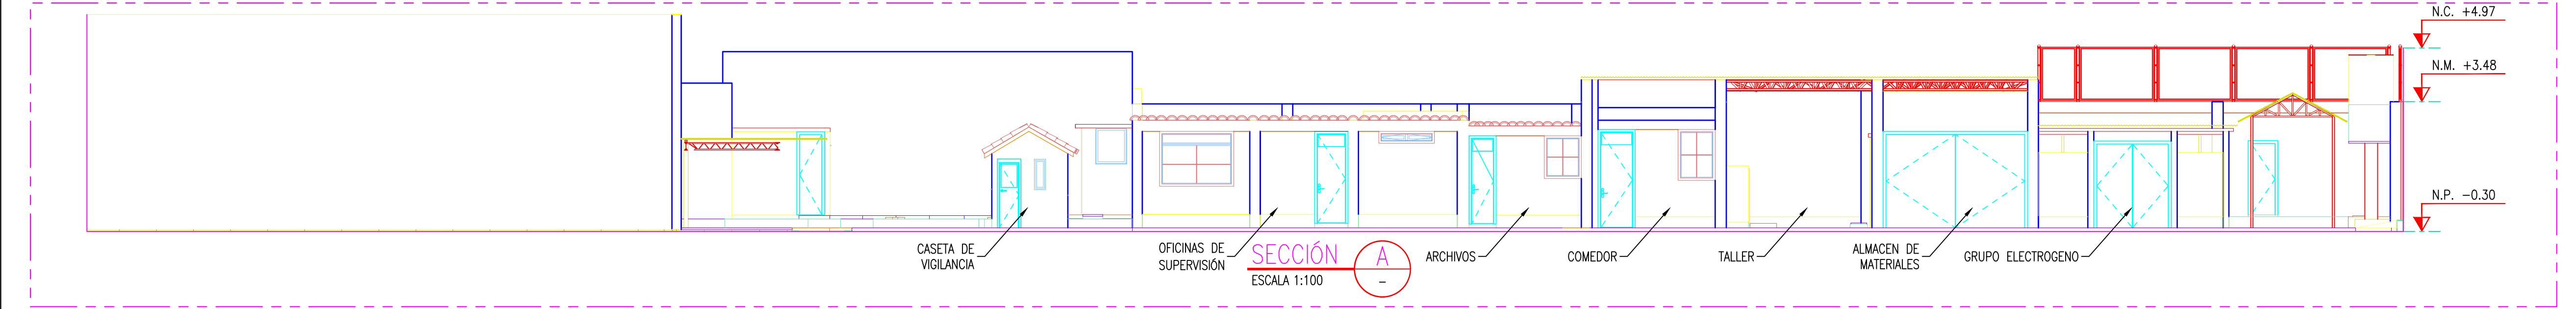 N.C. +4.97
N.M. +3.48
N.P. −0.30
CASETA DE
VIGILANCIA
OFICINAS DE
SUPERVISIÓN
SECCIÓN
ESCALA 1:100
A
-
ARCHIVOS
COMEDOR
TALLER
ALMACEN DE
MATERIALES
GRUPO ELECTROGENO